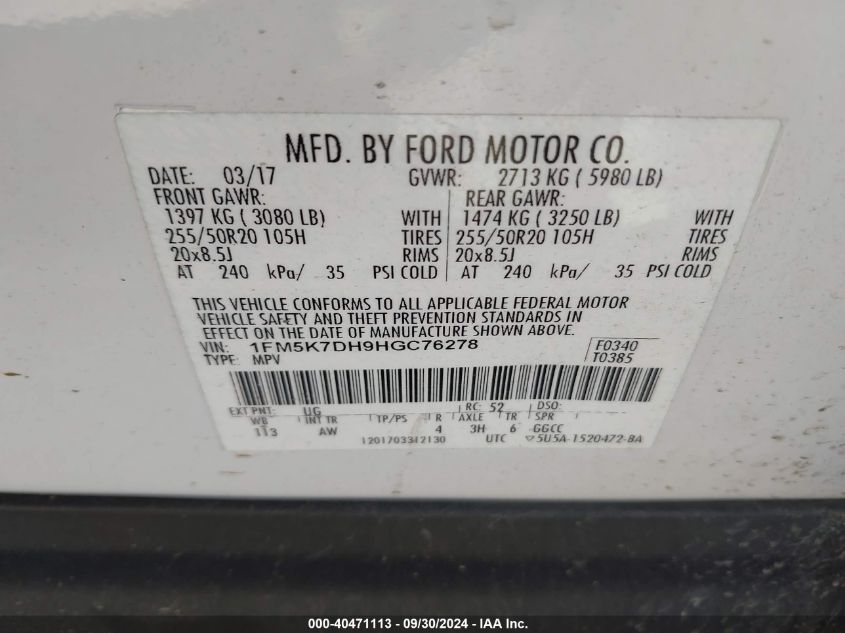 MFD. BY FORD MOTOR CO.
DATE: 03/17 GVWR: 2713 KG ( 5980 LB)
FRONT GAWR: REAR GAWR:
1397 KG ( 3080 LB) WITH 1474 KG ( 3250 LB) WITH
255/50R20 105H TIRES 255/50R20 105H TIRES
20x8.5J RIMS 20x8.5J RIMS
AT 240 kPa/ 35 PSI COLD AT 240 kPa/ 35 PSI COLD
THIS VEHICLE CONFORMS TO ALL APPLICABLE FEDERAL MOTOR
VEHICLE SAFETY AND THEFT PREVENTION STANDARDS IN
EFFECT ON THE DATE OF MANUFACTURE SHOWN ABOVE.
VIN: 1FM5K7DH9HGC76278 F0340
TYPE: MPV T0385
EXT PNT: UG RC: 52 DSO:
WB INT TR TP/PS R AXLE TR SPR
113 AW 4 3H 6 GGCC
1201703312130 UTC ▽5U5A-1520472-BA
000-40471113 - 09/30/2024 - IAA Inc.